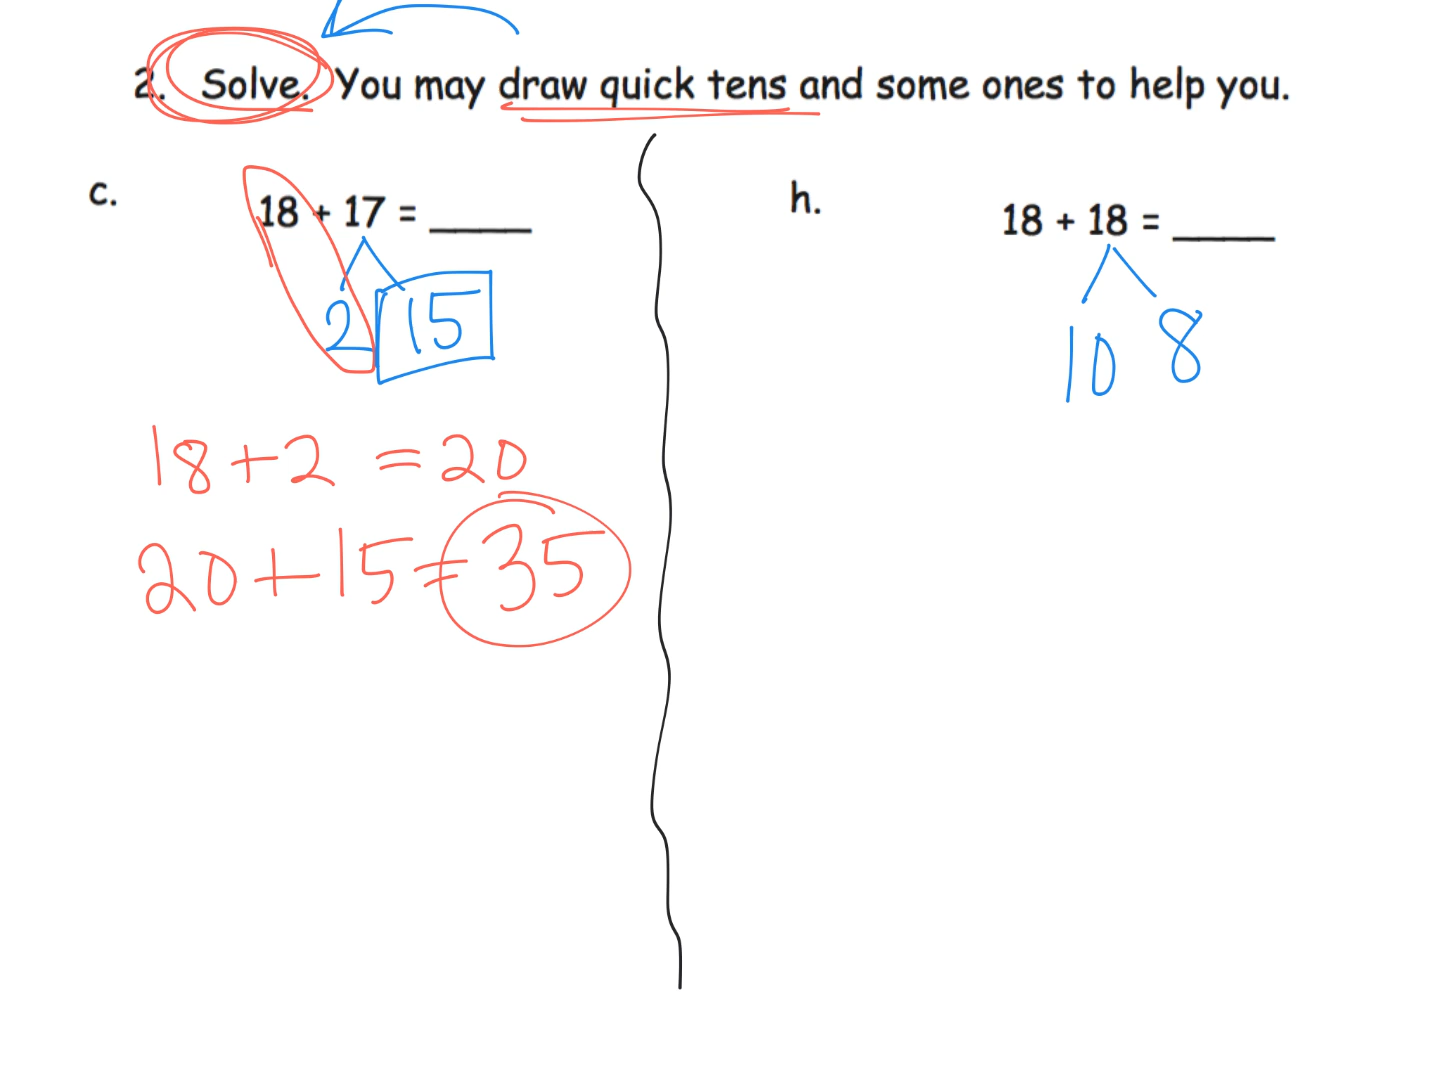 2. Solve. You may draw quick tens and some ones to help you.
c. 18 + 17 = _____
2 15
18+2 = 20
20+15=35
h. 18 + 18 = _____
10 8